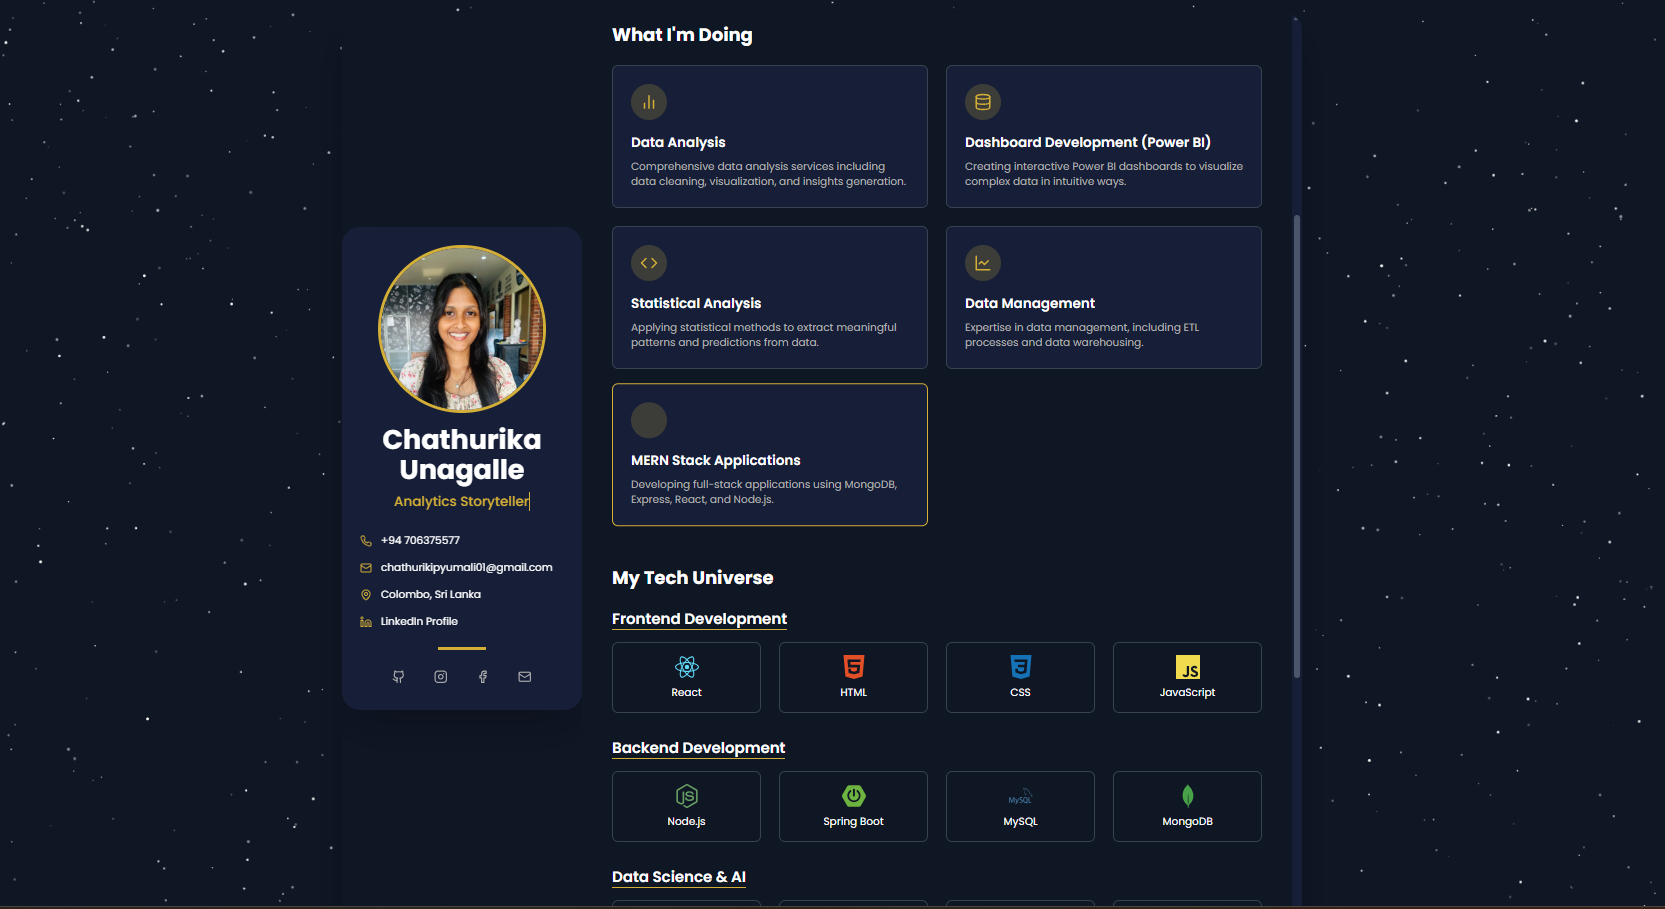 Chathurika
Unagalle
Analytics Storyteller
+94 706375577
chathurikipyumali01@gmail.com
Colombo, Sri Lanka
LinkedIn Profile
What I'm Doing
Data Analysis
Comprehensive data analysis services including
data cleaning, visualization, and insights generation.
Dashboard Development (Power BI)
Creating interactive Power BI dashboards to visualize
complex data in intuitive ways.
Statistical Analysis
Applying statistical methods to extract meaningful
patterns and predictions from data.
Data Management
Expertise in data management, including ETL
processes and data warehousing.
MERN Stack Applications
Developing full-stack applications using MongoDB,
Express, React, and Node.js.
My Tech Universe
Frontend Development
React
HTML
CSS
JS
JavaScript
Backend Development
JS
Node.js
Spring Boot
MySQL
MySQL
MongoDB
Data Science & AI